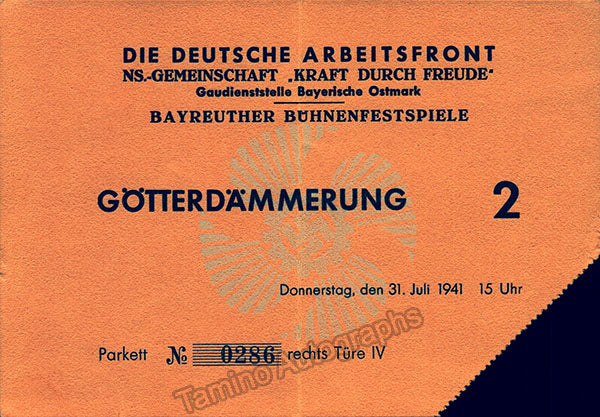 DIE DEUTSCHE ARBEITSFRONT
NS.-GEMEINSCHAFT „KRAFT DURCH FREUDE“
Gaudienststelle Bayerische Ostmark
BAYREUTHER BÜHNENFESTSPIELE
GÖTTERDÄMMERUNG 2
Donnerstag, den 31. Juli 1941 15 Uhr
Parkett № 0286 rechts Türe IV
Tamino Autographs